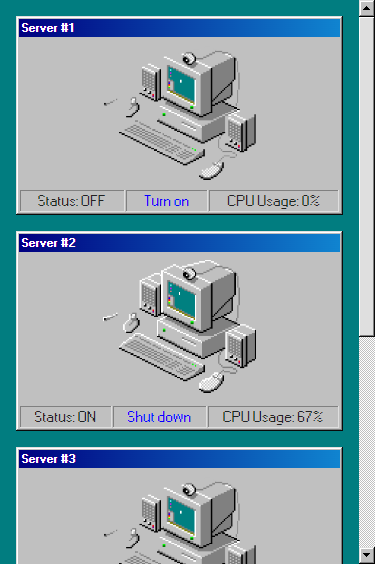 Server #1
Status: OFF Turn on CPU Usage: 0%
Server #2
Status: ON Shut down CPU Usage: 67%
Server #3